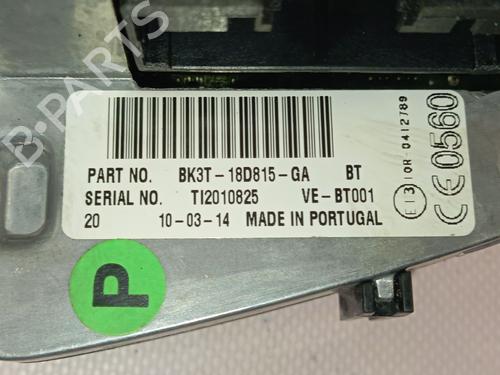 PART NO. BK3T-18D815-GA BT
SERIAL NO. TI2010825 VE-BT001
20 10-03-14 MADE IN PORTUGAL
E13 10R-0412789
CE0560
P
B-PARTS